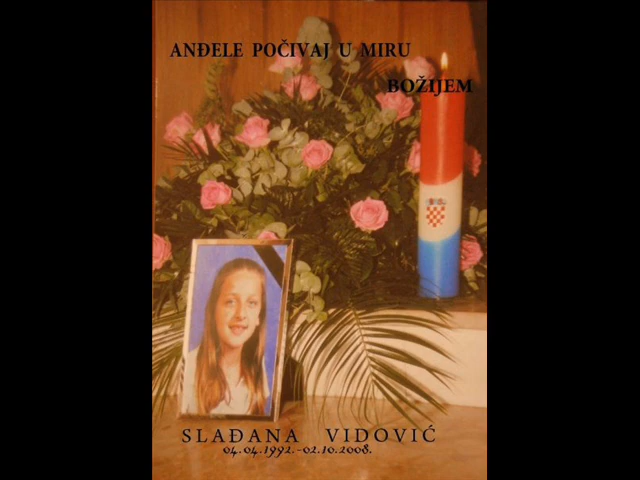 ANĐELE POČIVAJ U MIRU
BOŽIJEM
SLAĐANA VIDOVIĆ
04.04.1992.-02.10.2008.